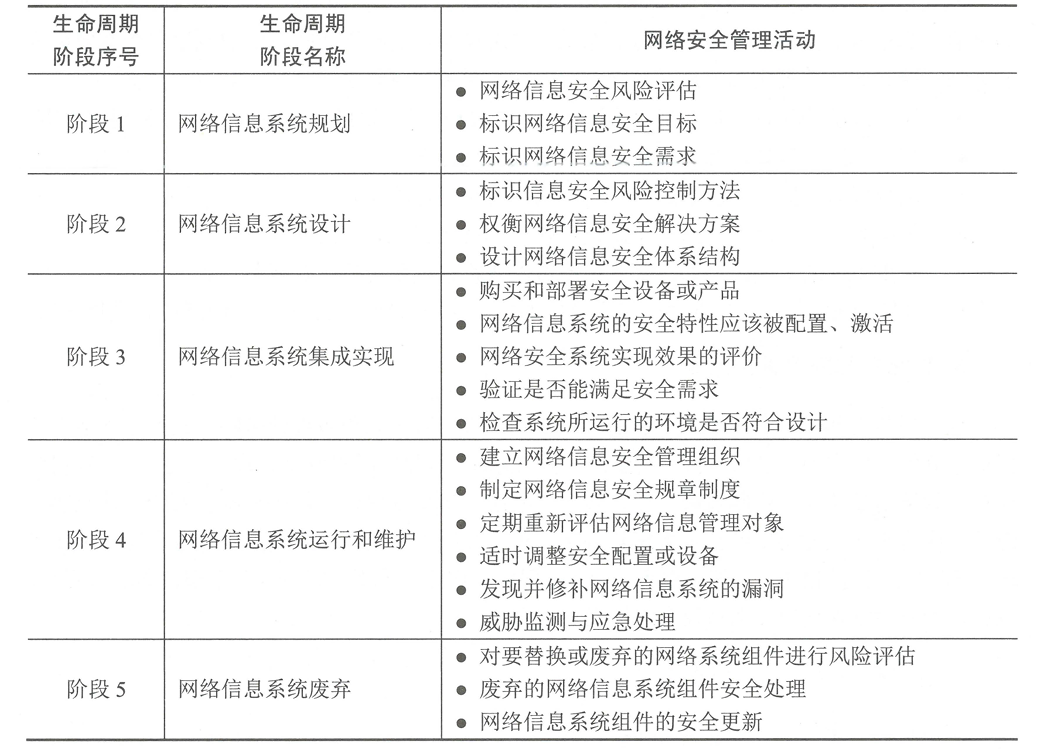 生命周期
阶段序号
生命周期
阶段名称
网络安全管理活动
阶段 1
网络信息系统规划
● 网络信息安全风险评估
● 标识网络信息安全目标
● 标识网络信息安全需求
阶段 2
网络信息系统设计
● 标识信息安全风险控制方法
● 权衡网络信息安全解决方案
● 设计网络信息安全体系结构
阶段 3
网络信息系统集成实现
● 购买和部署安全设备或产品
● 网络信息系统的安全特性应该被配置、激活
● 网络安全系统实现效果的评价
● 验证是否能满足安全需求
● 检查系统所运行的环境是否符合设计
阶段 4
网络信息系统运行和维护
● 建立网络信息安全管理组织
● 制定网络信息安全规章制度
● 定期重新评估网络信息管理对象
● 适时调整安全配置或设备
● 发现并修补网络信息系统的漏洞
● 威胁监测与应急处理
阶段 5
网络信息系统废弃
● 对要替换或废弃的网络系统组件进行风险评估
● 废弃的网络信息系统组件安全处理
● 网络信息系统组件的安全更新